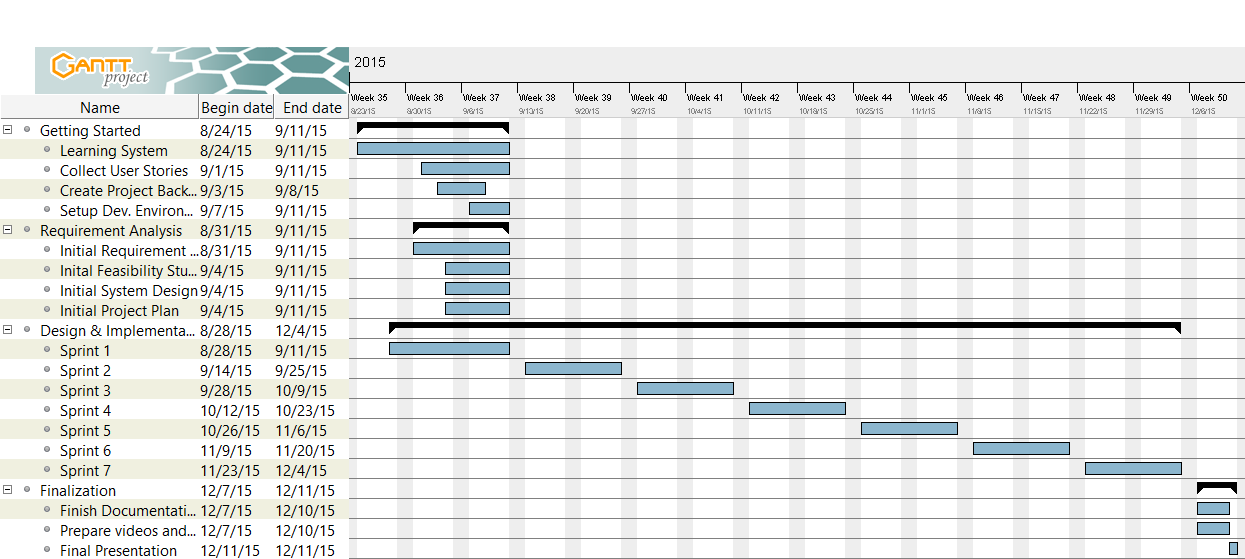 GANTT
project
2015
Week 35 Week 36 Week 37 Week 38 Week 39 Week 40 Week 41 Week 42 Week 43 Week 44 Week 45 Week 46 Week 47 Week 48 Week 49 Week 50
8/23/15 8/30/15 9/6/15 9/13/15 9/20/15 9/27/15 10/4/15 10/11/15 10/18/15 10/25/15 11/1/15 11/8/15 11/15/15 11/22/15 11/29/15 12/6/15
Name Begin date End date
Getting Started 8/24/15 9/11/15
Learning System 8/24/15 9/11/15
Collect User Stories 9/1/15 9/11/15
Create Project Back... 9/3/15 9/8/15
Setup Dev. Environ... 9/7/15 9/11/15
Requirement Analysis 8/31/15 9/11/15
Initial Requirement ... 8/31/15 9/11/15
Inital Feasibility Stu... 9/4/15 9/11/15
Initial System Design 9/4/15 9/11/15
Initial Project Plan 9/4/15 9/11/15
Design & Implementa... 8/28/15 12/4/15
Sprint 1 8/28/15 9/11/15
Sprint 2 9/14/15 9/25/15
Sprint 3 9/28/15 10/9/15
Sprint 4 10/12/15 10/23/15
Sprint 5 10/26/15 11/6/15
Sprint 6 11/9/15 11/20/15
Sprint 7 11/23/15 12/4/15
Finalization 12/7/15 12/11/15
Finish Documentati... 12/7/15 12/10/15
Prepare videos and... 12/7/15 12/10/15
Final Presentation 12/11/15 12/11/15